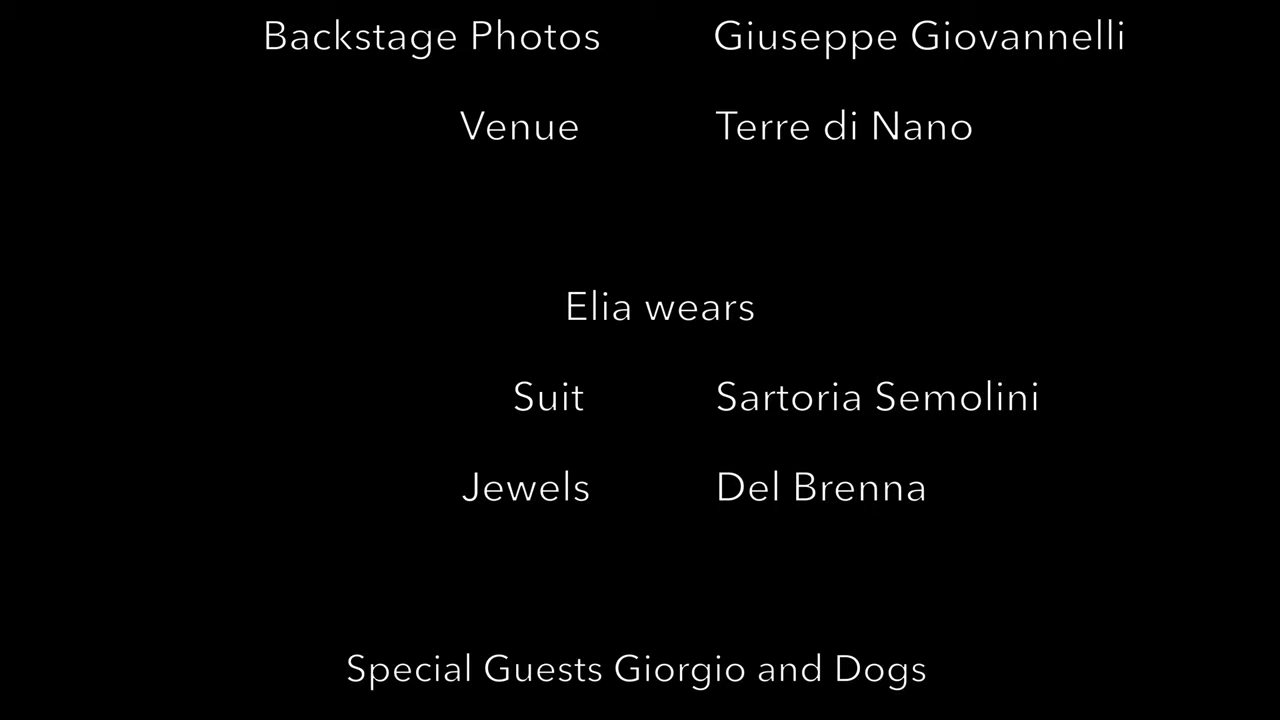 Backstage Photos Giuseppe Giovannelli
Venue Terre di Nano
Elia wears
Suit Sartoria Semolini
Jewels Del Brenna
Special Guests Giorgio and Dogs